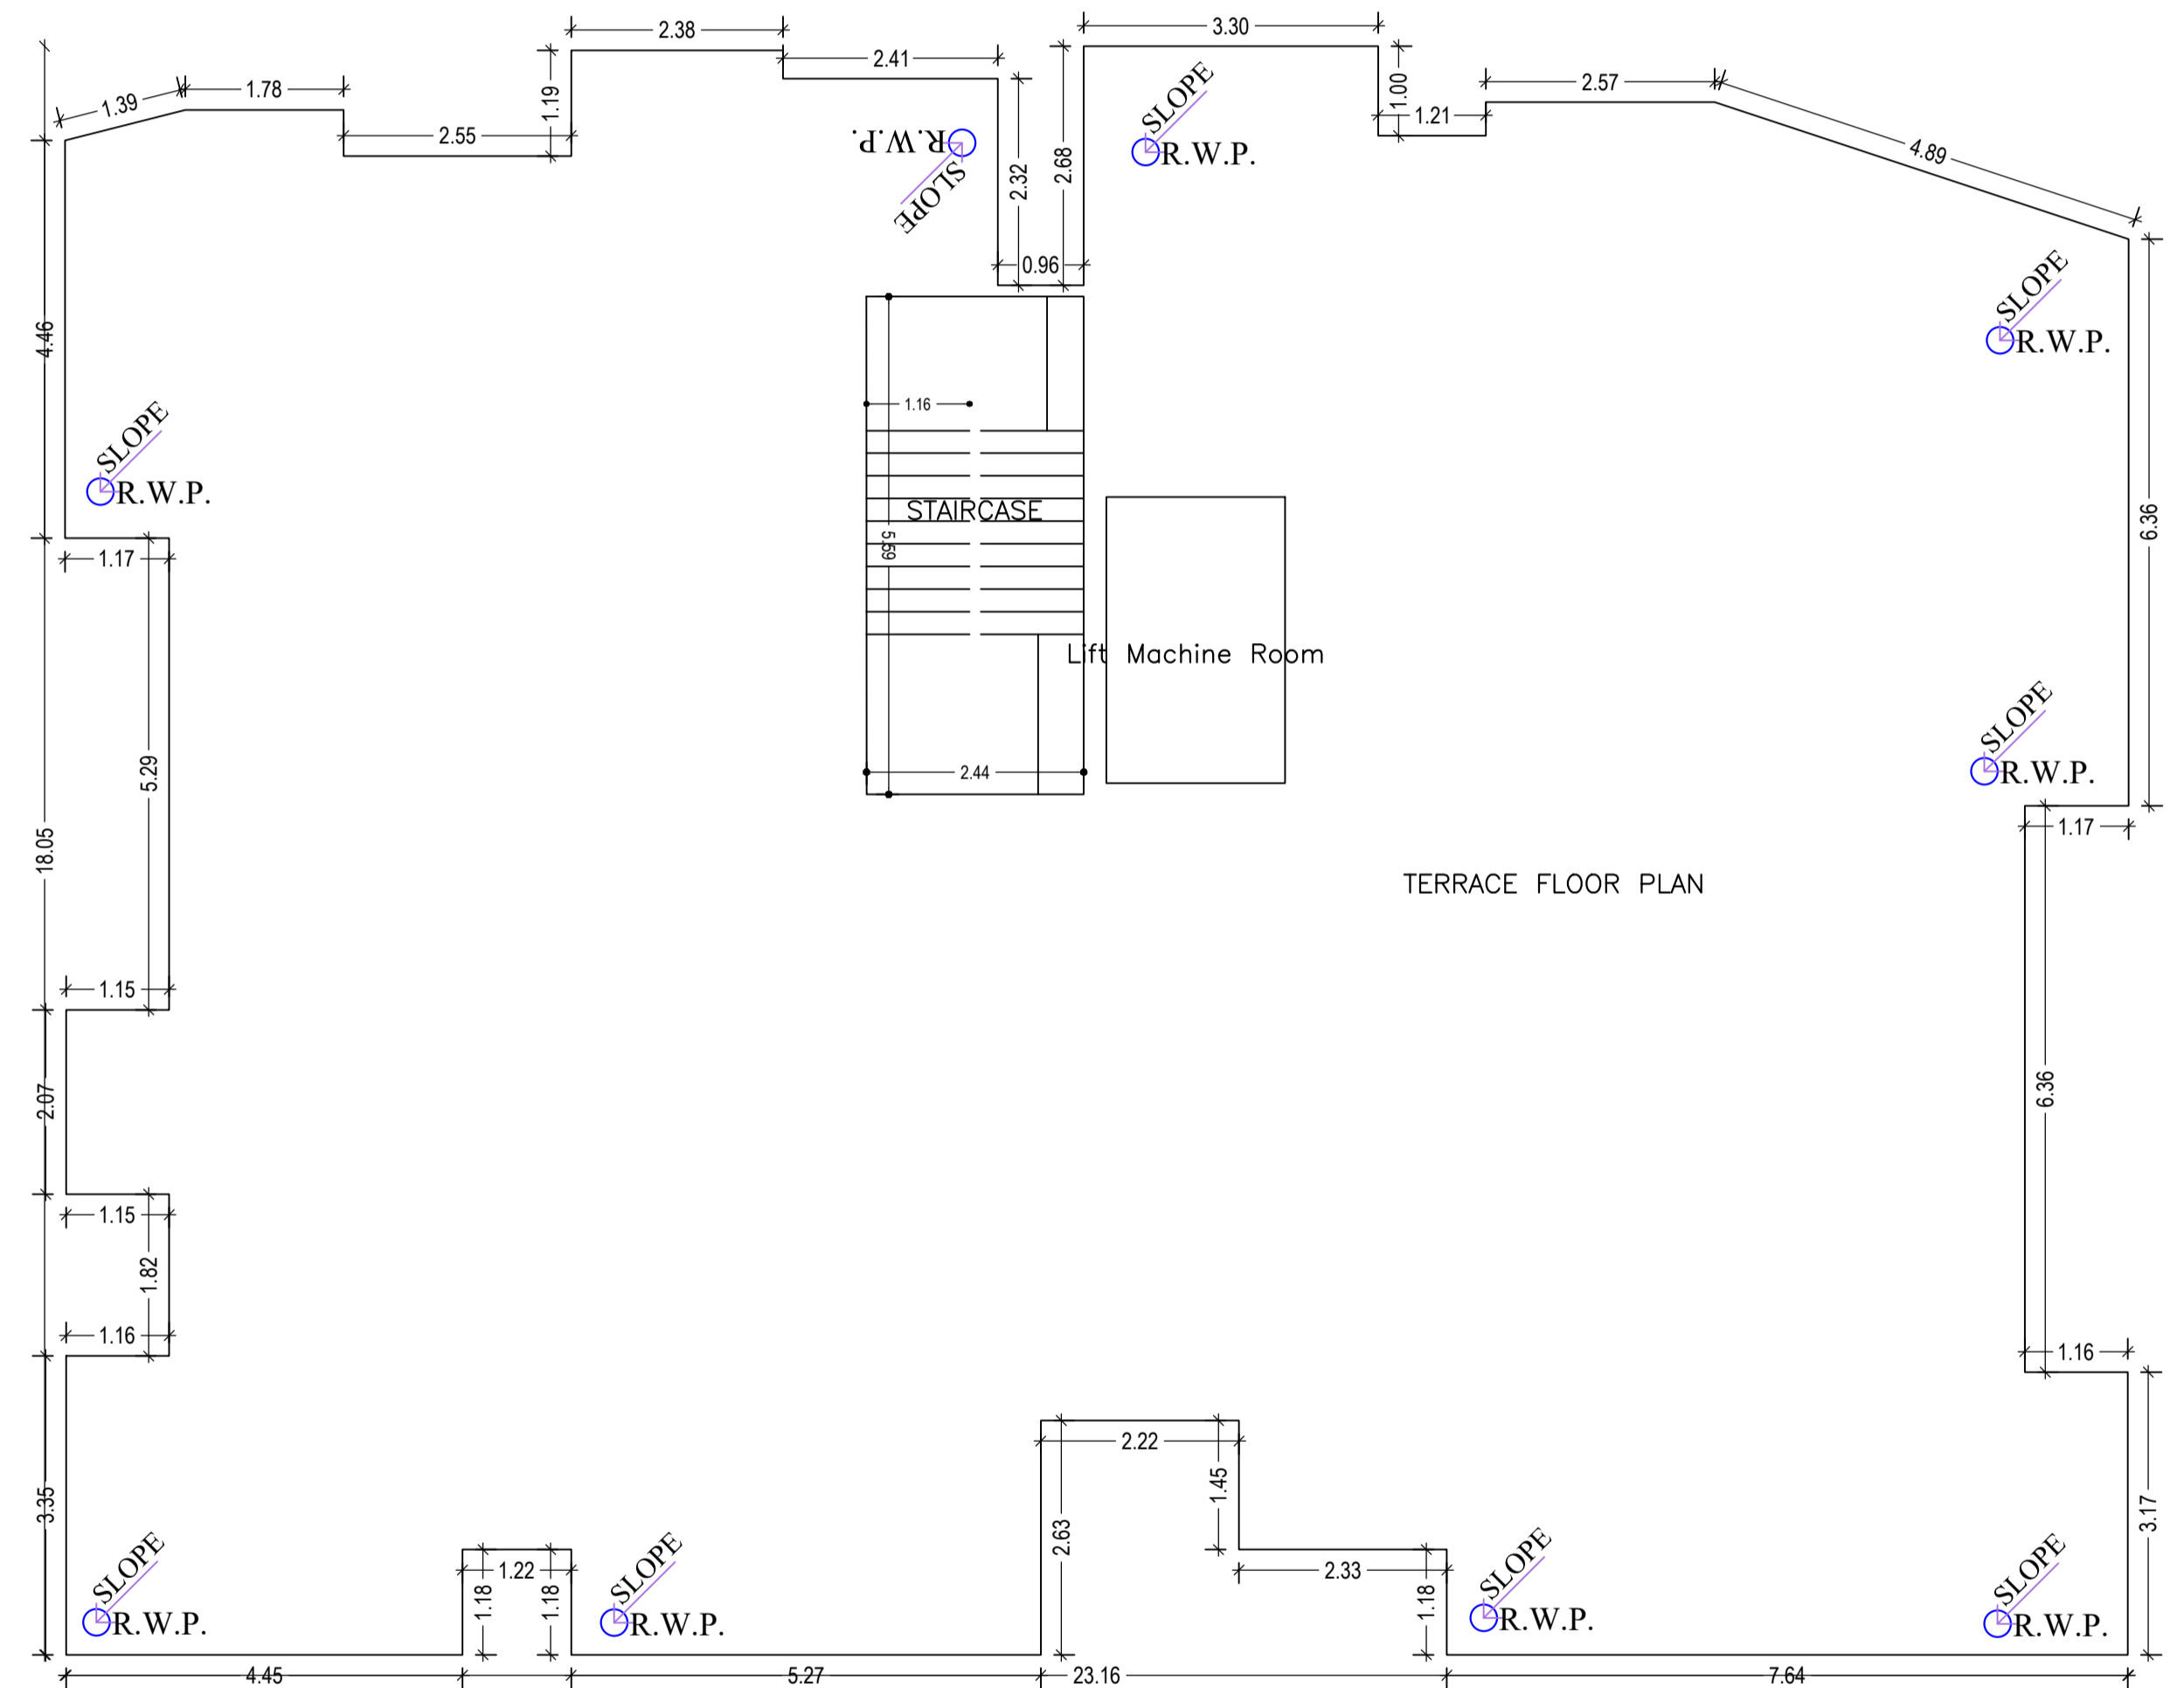 3.30
2.38
2.41
1.39
1.78
2.57
1.00
1.19
SLOPE
1.21
2.55
R.W.P.
R.W.P.
4.89
2.68
2.32
SLOPE
0.96
SLOPE
R.W.P.
4.46
1.16
SLOPE
R.W.P.
STAIRCASE
6.36
5.59
1.17
Lift Machine Room
SLOPE
5.29
2.44
R.W.P.
1.17
18.05
TERRACE FLOOR PLAN
1.15
2.07
6.36
1.15
1.82
1.16
1.16
2.22
1.45
3.35
3.17
2.63
SLOPE
R.W.P.
1.22
1.18
1.18
SLOPE
R.W.P.
2.33
1.18
SLOPE
R.W.P.
SLOPE
R.W.P.
4.45
5.27
23.16
7.64